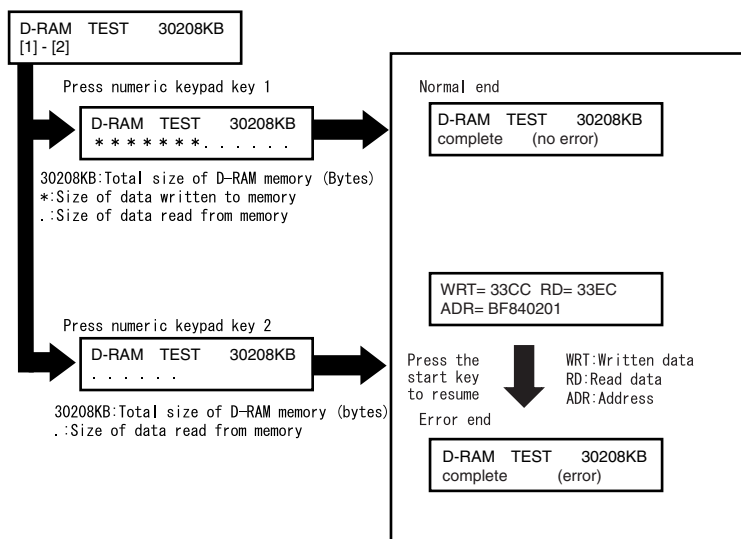 D-RAM TEST 30208KB
[1] - [2]
Press numeric keypad key 1
D-RAM TEST 30208KB
* * * * * * * . . . . . .
30208KB:Total size of D-RAM memory (Bytes)
*:Size of data written to memory
.:Size of data read from memory
Press numeric keypad key 2
D-RAM TEST 30208KB
. . . . . .
30208KB:Total size of D-RAM memory (bytes)
.:Size of data read from memory
Normal end
D-RAM TEST 30208KB
complete (no error)
WRT= 33CC RD= 33EC
ADR= BF840201
Press the
start key
to resume
WRT:Written data
RD:Read data
ADR:Address
Error end
D-RAM TEST 30208KB
complete (error)